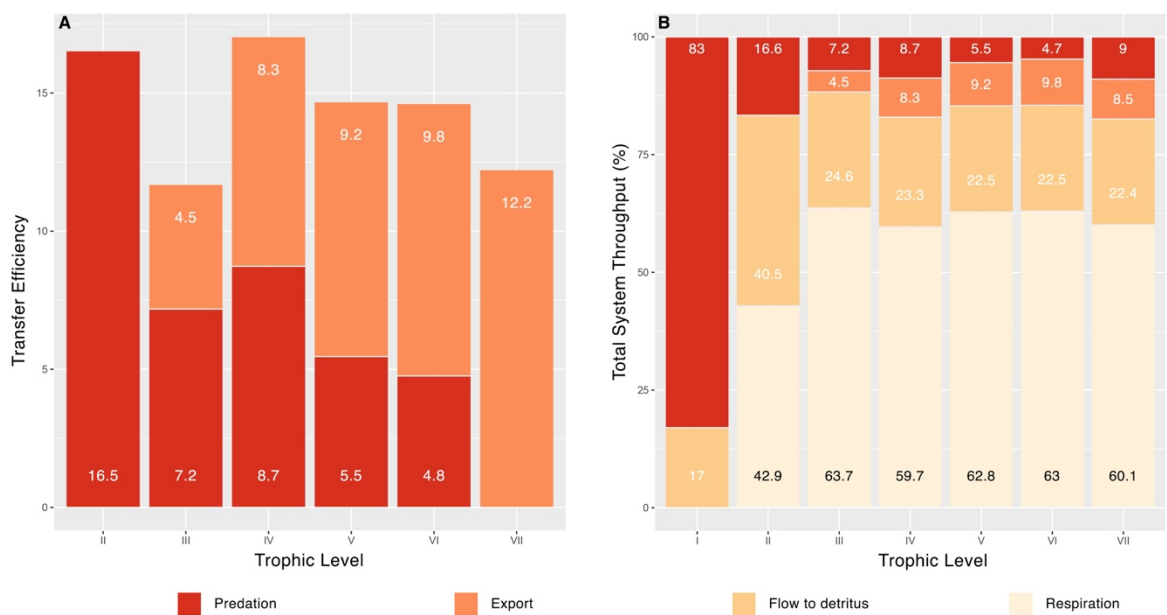 A
Transfer Efficiency
15
10
5
0
8.3
9.2
9.8
4.5
12.2
16.5
7.2
8.7
5.5
4.8
II
III
IV
V
VI
VII
Trophic Level
B
Total System Throughput (%)
100
75
50
25
0
83
16.6
7.2
8.7
5.5
4.7
9
4.5
8.3
9.2
9.8
8.5
17
40.5
24.6
23.3
22.5
22.5
22.4
42.9
63.7
59.7
62.8
63
60.1
I
II
III
IV
V
VI
VII
Trophic Level
Predation
Export
Flow to detritus
Respiration